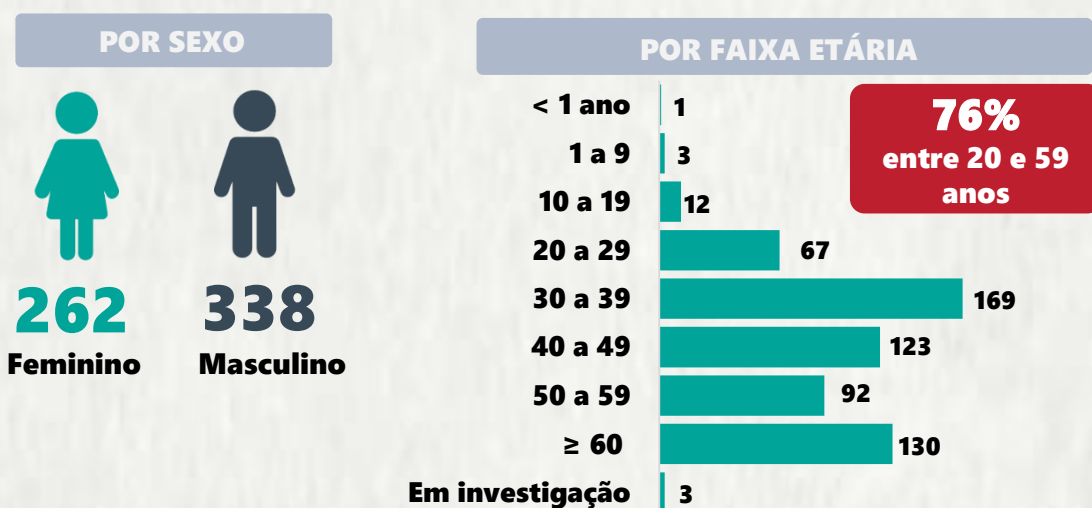 POR SEXO
262
Feminino
338
Masculino
POR FAIXA ETÁRIA
< 1 ano 1
1 a 9 3
10 a 19 12
20 a 29 67
30 a 39 169
40 a 49 123
50 a 59 92
≥ 60 130
Em investigação 3
76%
entre 20 e 59
anos